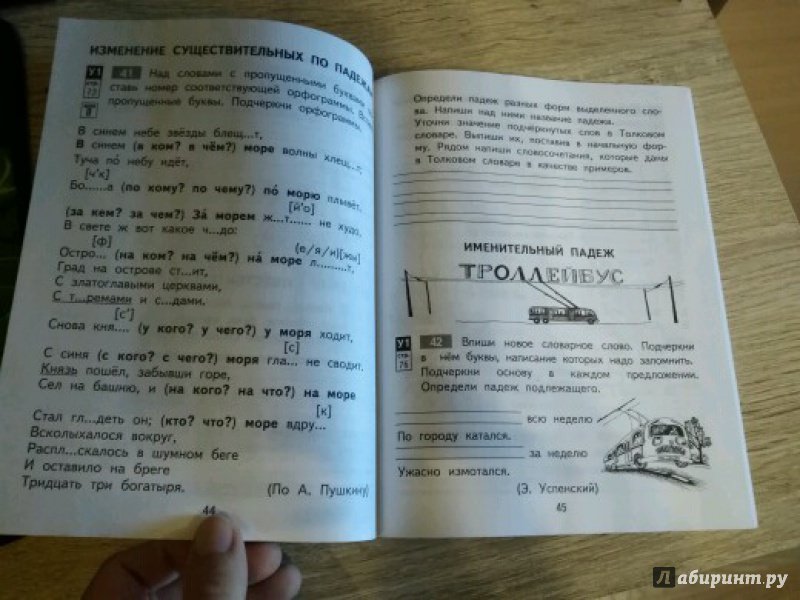 ИЗМЕНЕНИЕ СУЩЕСТВИТЕЛЬНЫХ ПО
У1 41 Над словами с пропущенными
стр. 72 ставь номер соответствующей орфограммы.
пропущенные буквы. Подчеркни орфограммы.
В синем небе звёзды блещ...т,
В синем (в ком? в чём?) море волны хлещ...т;
Туча по́ небу идёт,
[ч'к]
Бо......а (по кому? по чему?) по́ морю плывёт.
[й'о]
(за кем? за чем?) За́ морем ж...т...... не худо,
В свете ж вот какое ч...до:
[ф] (е/я/и)[жы]
Остро... (на ком? на чём?) на́ море л.........т,
Град на острове ст...ит,
С златоглавыми церквами,
С т...ремами и с...дами.
[с']
Снова кня.... (у кого? у чего?) у моря ходит,
[с]
С синя (с кого? с чего?) моря гла... не сводит.
Князь пошёл, забывши горе,
Сел на башню, и (на кого? на что?) на море
[к]
Стал гл...деть он; (кто? что?) море вдру...
Всколыхалося вокруг,
Распл...скалось в шумном беге
И оставило на бреге
Тридцать три богатыря. (По А. Пушкину)
44
Определи падеж разных форм выделенного сло-
ва. Напиши над ними название падежа.
Уточни значение подчёркнутых слов в Толковом
словаре. Выпиши их, поставив в начальную фор-
му. Рядом напиши словосочетания, которые даны
в Толковом словаре в качестве примеров.
ИМЕНИТЕЛЬНЫЙ ПАДЕЖ
ТРОЛЛЕЙБУС
У1 42 Впиши новое словарное слово. Подчеркни
стр. 76 в нём буквы, написание которых надо запомнить.
Подчеркни основу в каждом предложении.
Определи падеж подлежащего.
всю неделю
По городу катался.
за неделю
Ужасно измотался.
(Э. Успенский)
45
Лабиринт.ру